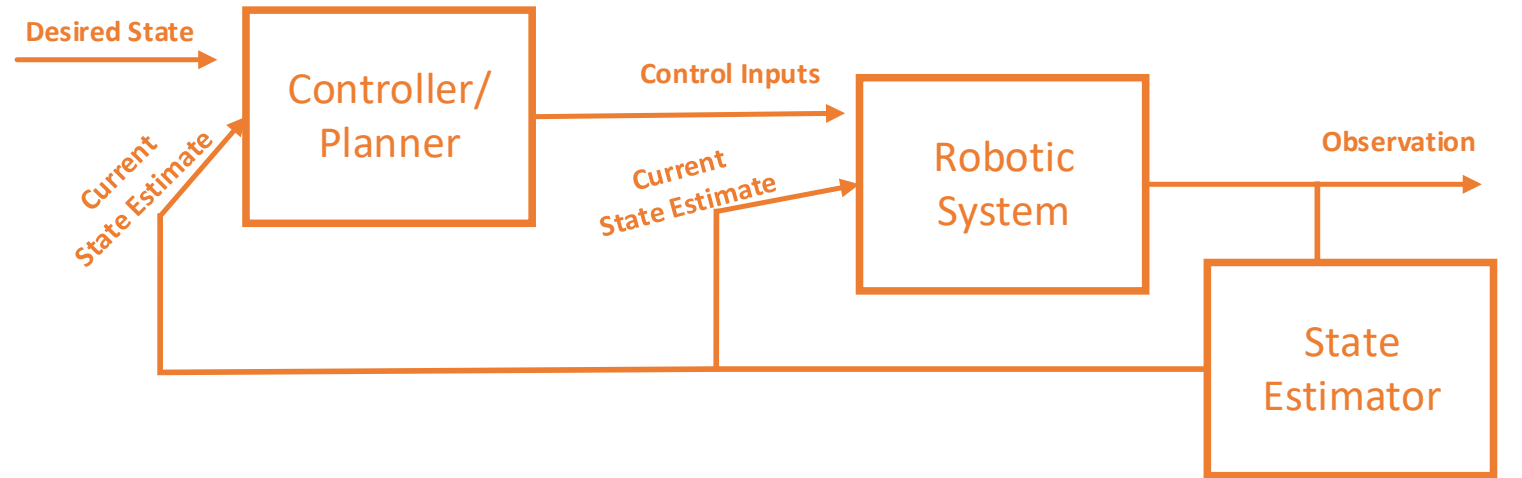 Desired State
Controller/
Planner
Current
State Estimate
Control Inputs
Current
State Estimate
Robotic
System
Observation
State
Estimator